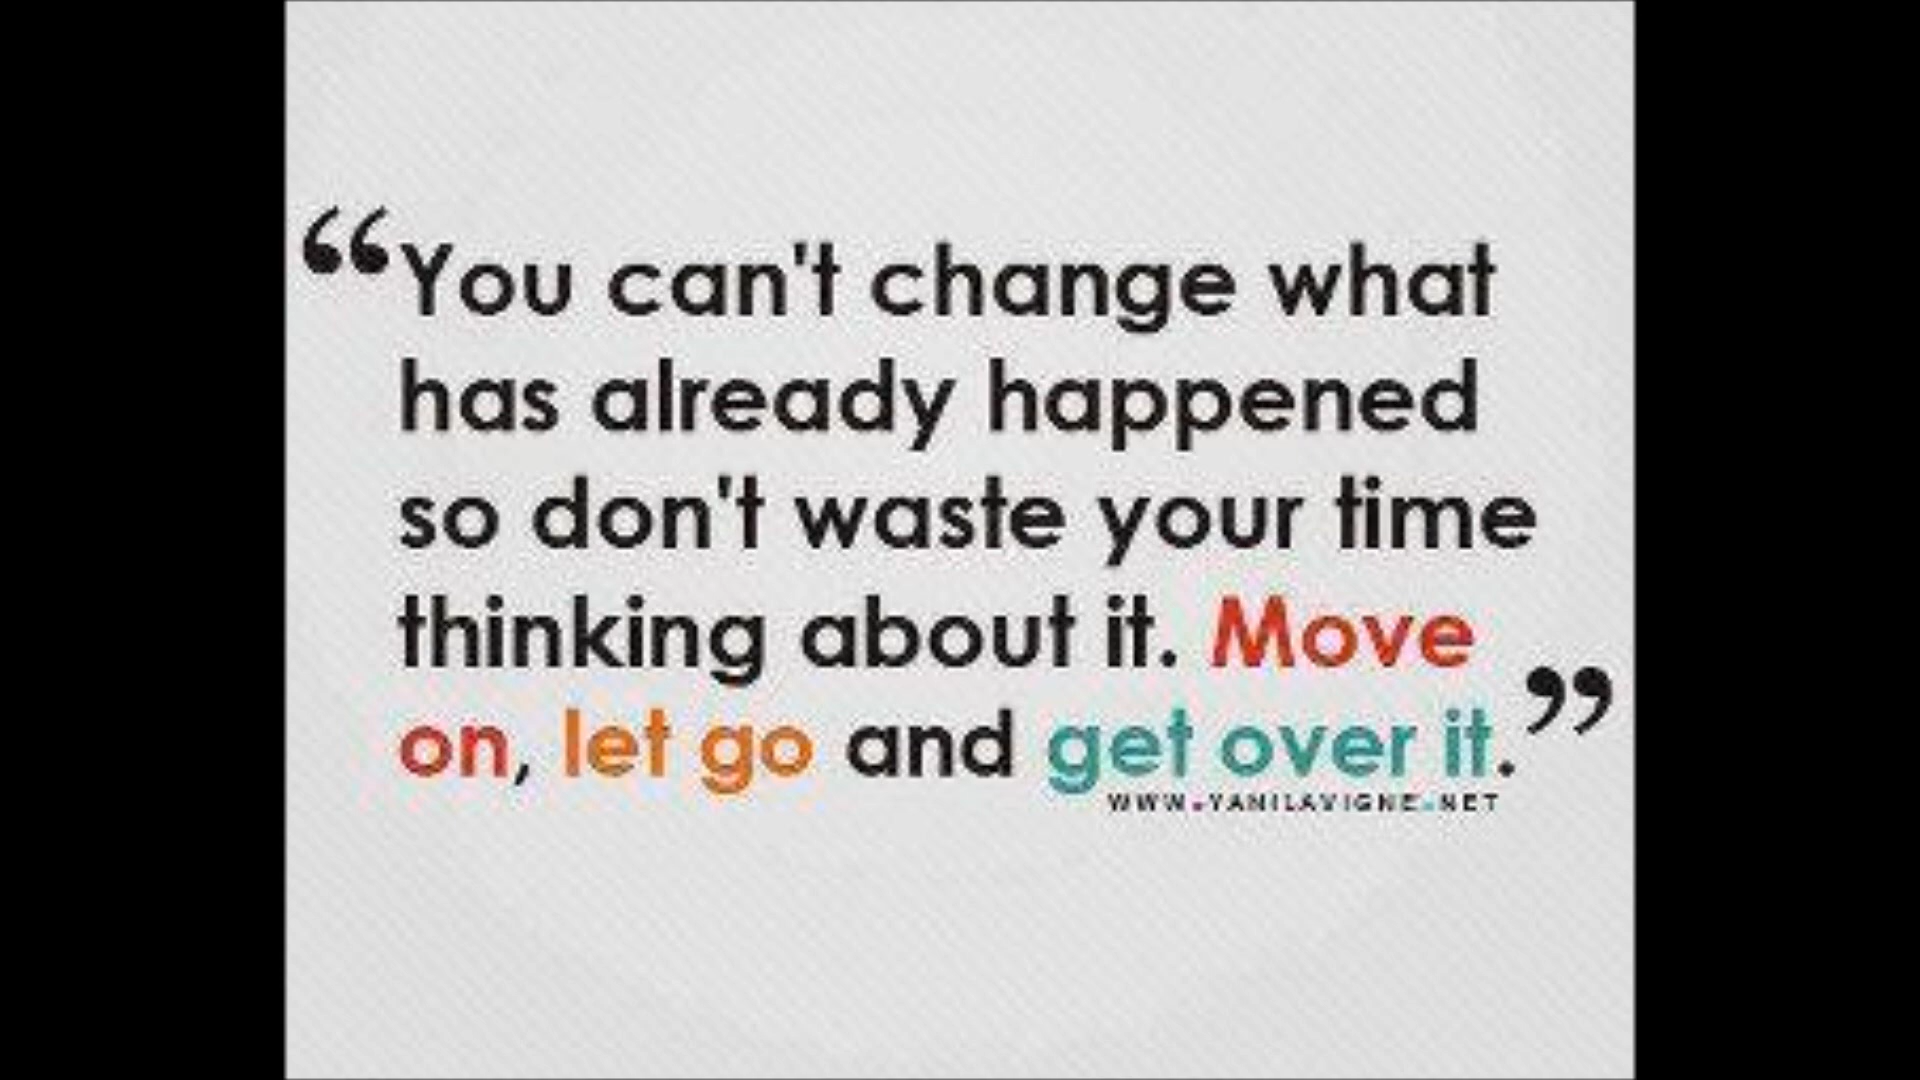 “You can't change what
has already happened
so don't waste your time
thinking about it. Move
on, let go and get over it.”
WWW.YANILAVIGNE.NET